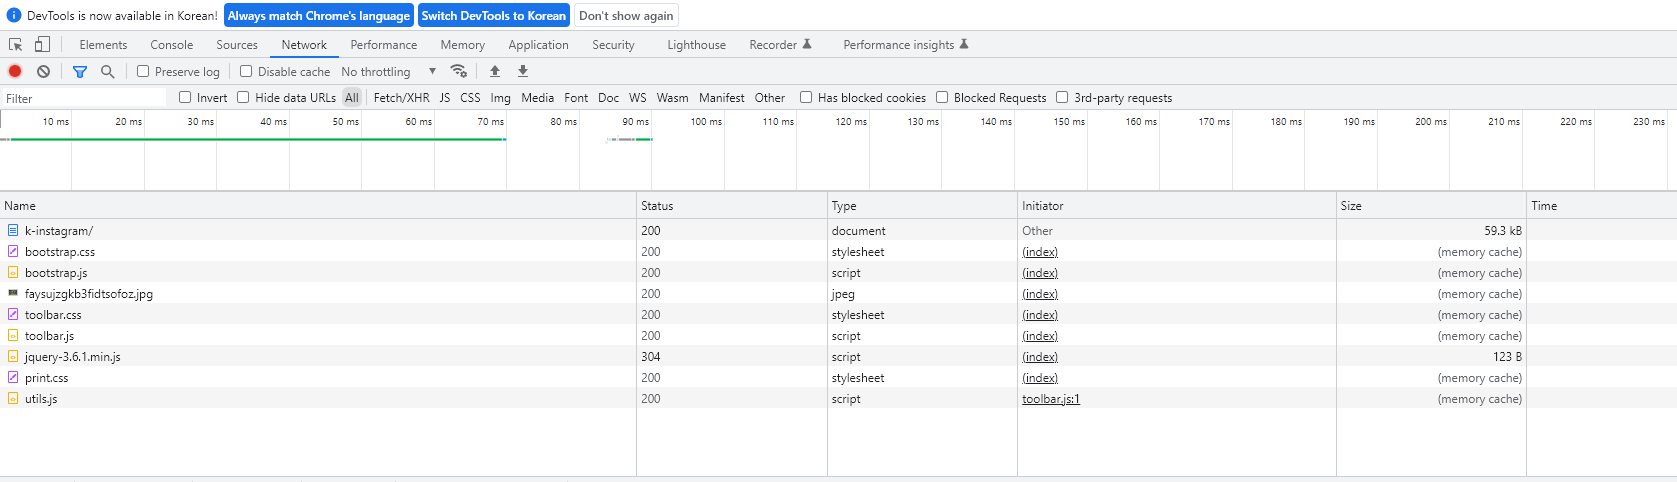 DevTools is now available in Korean! Always match Chrome's language Switch DevTools to Korean Don't show again
Elements Console Sources Network Performance Memory Application Security Lighthouse Recorder Performance insights
Preserve log Disable cache No throttling
Filter Invert Hide data URLs All Fetch/XHR JS CSS Img Media Font Doc WS Wasm Manifest Other Has blocked cookies Blocked Requests 3rd-party requests
10 ms 20 ms 30 ms 40 ms 50 ms 60 ms 70 ms 80 ms 90 ms 100 ms 110 ms 120 ms 130 ms 140 ms 150 ms 160 ms 170 ms 180 ms 190 ms 200 ms 210 ms 220 ms 230 ms
Name Status Type Initiator Size Time
k-instagram/ 200 document Other 59.3 kB
bootstrap.css 200 stylesheet (index) (memory cache)
bootstrap.js 200 script (index) (memory cache)
faysujzgkb3fidtsofoz.jpg 200 jpeg (index) (memory cache)
toolbar.css 200 stylesheet (index) (memory cache)
toolbar.js 200 script (index) (memory cache)
jquery-3.6.1.min.js 304 script (index) 123 B
print.css 200 stylesheet (index) (memory cache)
utils.js 200 script toolbar.js:1 (memory cache)